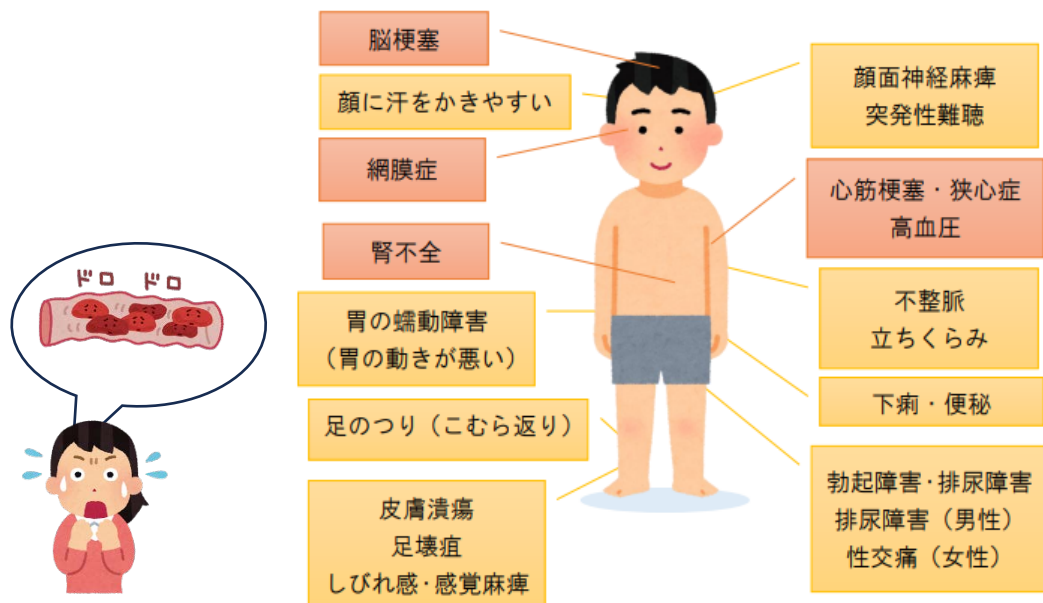 脳梗塞
顔に汗をかきやすい
網膜症
腎不全
胃の蠕動障害
（胃の動きが悪い）
足のつり（こむら返り）
皮膚潰瘍
足壊疽
しびれ感・感覚麻痺
顔面神経麻痺
突発性難聴
心筋梗塞・狭心症
高血圧
不整脈
立ちくらみ
下痢・便秘
勃起障害・排尿障害
排尿障害（男性）
性交痛（女性）
ドロ ドロ